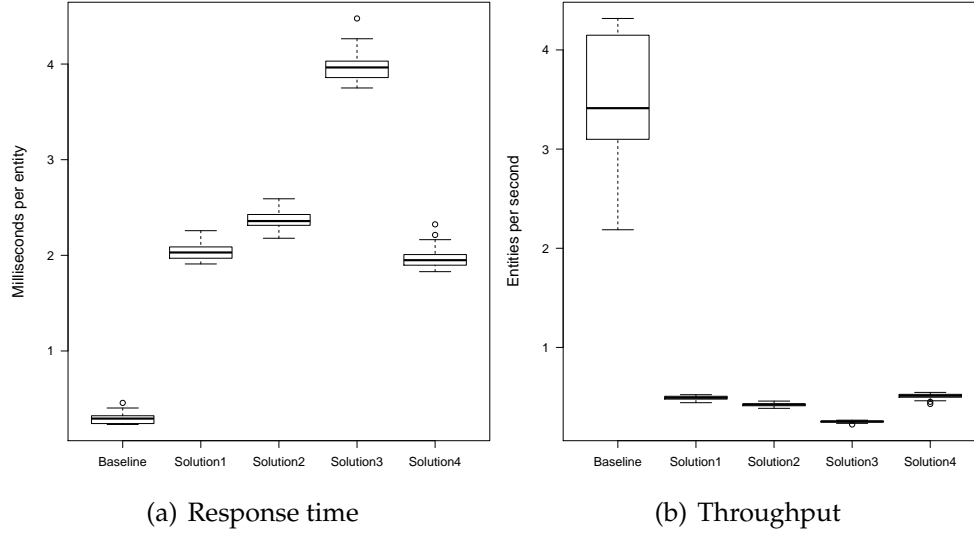 Milliseconds per entity
4
3
2
1
Baseline Solution1 Solution2 Solution3 Solution4
(a) Response time
Entities per second
4
3
2
1
Baseline Solution1 Solution2 Solution3 Solution4
(b) Throughput